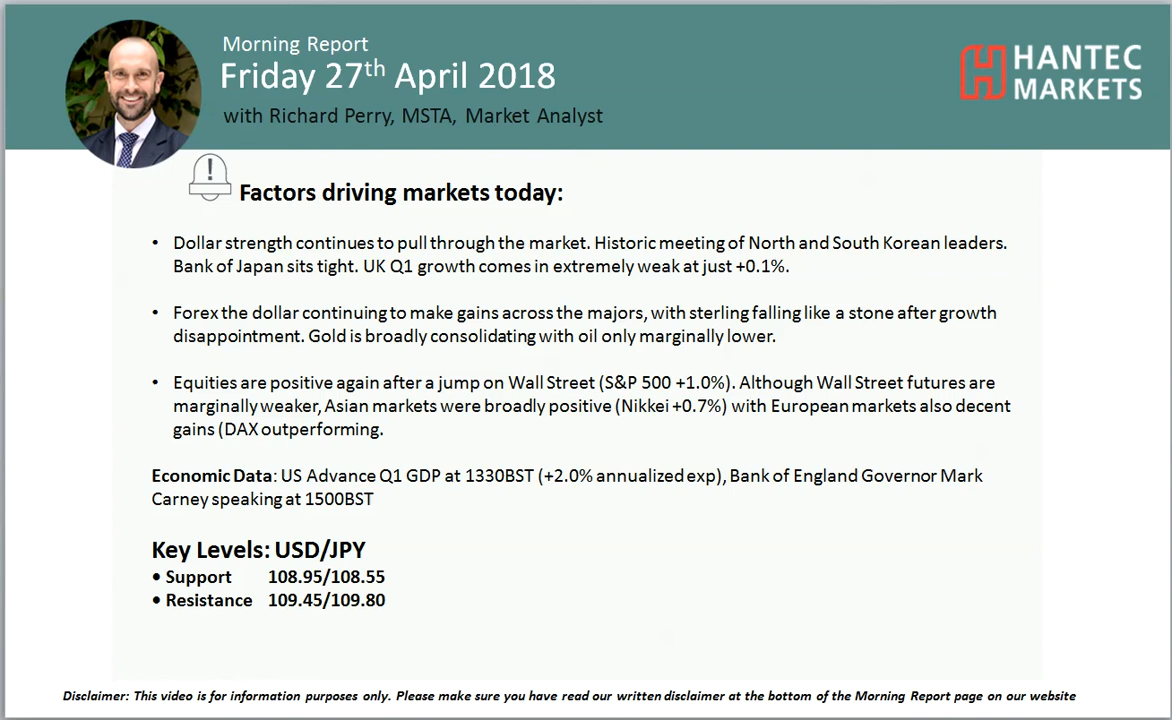 Morning Report
Friday 27th April 2018
with Richard Perry, MSTA, Market Analyst
HANTEC
MARKETS
!
Factors driving markets today:
• Dollar strength continues to pull through the market. Historic meeting of North and South Korean leaders.
Bank of Japan sits tight. UK Q1 growth comes in extremely weak at just +0.1%.
• Forex the dollar continuing to make gains across the majors, with sterling falling like a stone after growth
disappointment. Gold is broadly consolidating with oil only marginally lower.
• Equities are positive again after a jump on Wall Street (S&P 500 +1.0%). Although Wall Street futures are
marginally weaker, Asian markets were broadly positive (Nikkei +0.7%) with European markets also decent
gains (DAX outperforming.
Economic Data: US Advance Q1 GDP at 1330BST (+2.0% annualized exp), Bank of England Governor Mark
Carney speaking at 1500BST
Key Levels: USD/JPY
• Support 108.95/108.55
• Resistance 109.45/109.80
Disclaimer: This video is for information purposes only. Please make sure you have read our written disclaimer at the bottom of the Morning Report page on our website